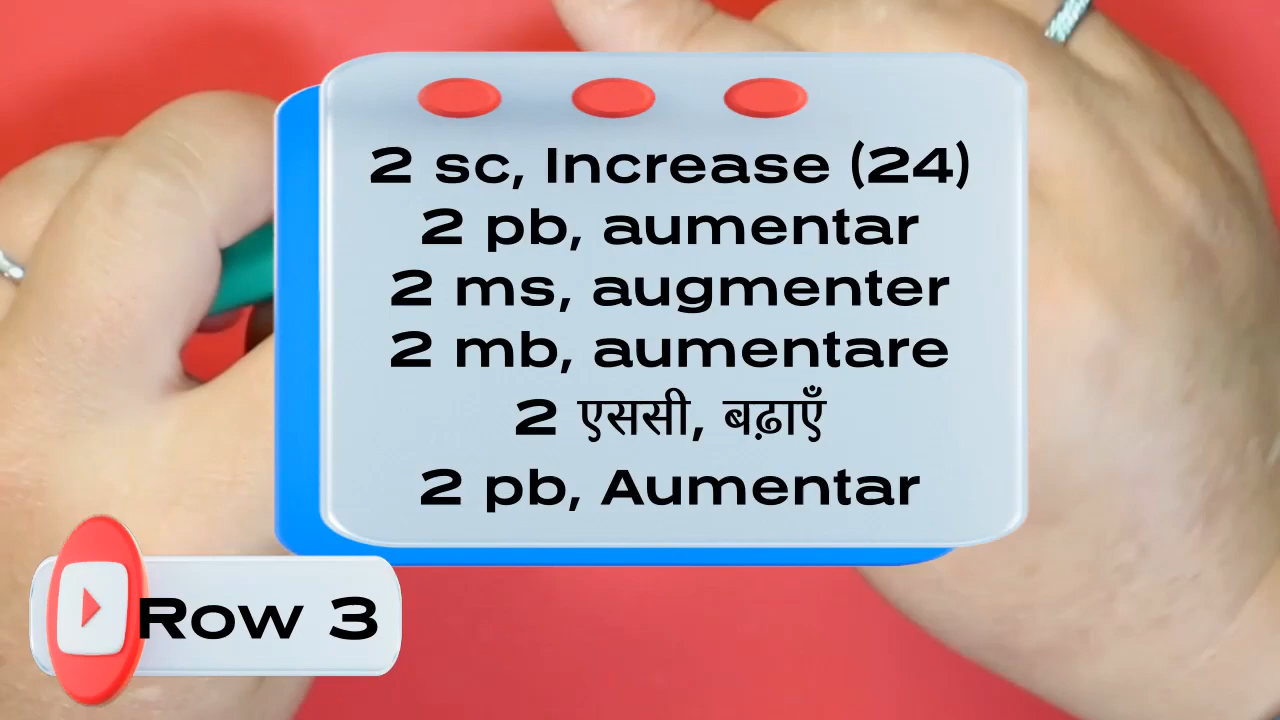 2 sc, Increase (24)
2 pb, aumentar
2 ms, augmenter
2 mb, aumentare
2 एससी, बढ़ाएँ
2 pb, Aumentar
Row 3